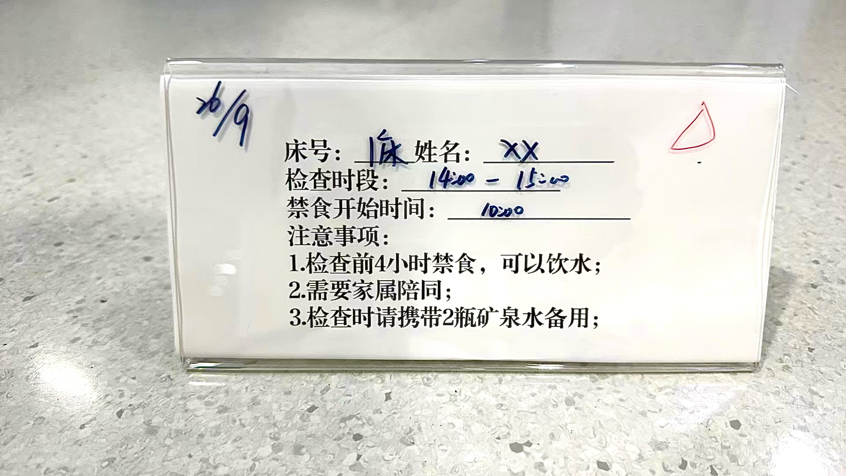 26/9
床号：1床 姓名：XX
检查时段：14:00 - 15:00
禁食开始时间：10:00
注意事项：
1.检查前4小时禁食，可以饮水；
2.需要家属陪同；
3.检查时请携带2瓶矿泉水备用；